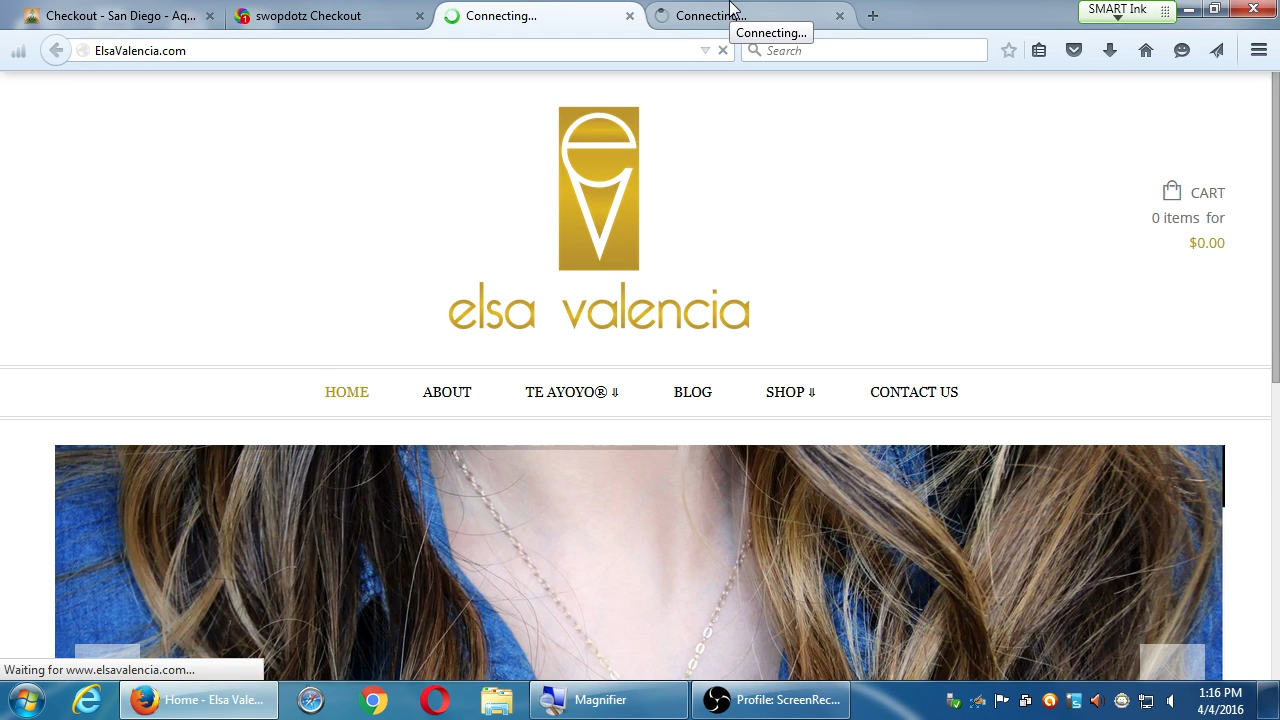 Checkout - San Diego - Aq...
swopdotz Checkout
Connecting...
Connecting...
SMART Ink
Connecting...
ElsaValencia.com
Search
ev
elsa valencia
CART
0 items for
$0.00
HOME
ABOUT
TE AYOYO® ⇓
BLOG
SHOP ⇓
CONTACT US
Waiting for www.elsavalencia.com...
Home - Elsa Vale...
Magnifier
Profile: ScreenRec...
1:16 PM
4/4/2016